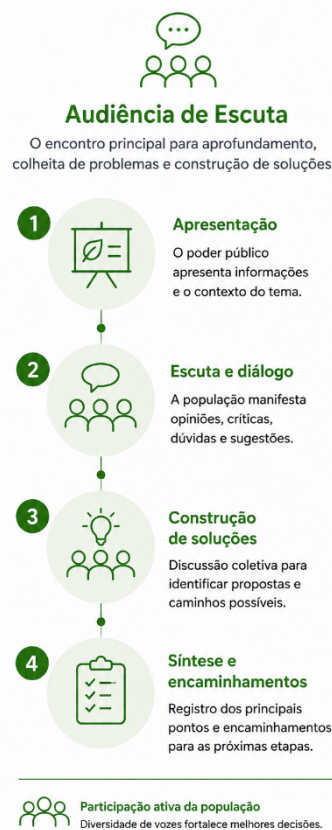 Audiência de Escuta
O encontro principal para aprofundamento,
colheita de problemas e construção de soluções
1
Apresentação
O poder público
apresenta informações
e o contexto do tema.
2
Escuta e diálogo
A população manifesta
opiniões, críticas,
dúvidas e sugestões.
3
Construção
de soluções
Discussão coletiva para
identificar propostas e
caminhos possíveis.
4
Síntese e
encaminhamentos
Registro dos principais
pontos e encaminhamentos
para as próximas etapas.
Participação ativa da população
Diversidade de vozes fortalece melhores decisões.